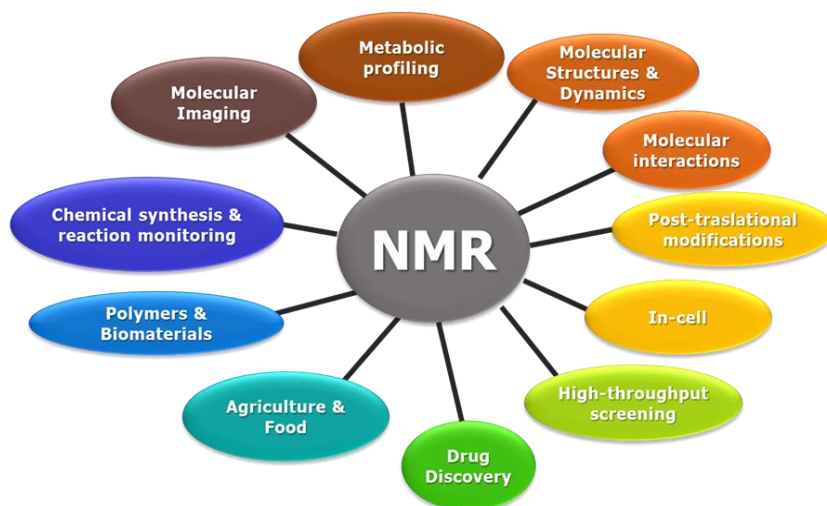 Metabolic
profiling
Molecular
Structures &
Dynamics
Molecular
Imaging
Molecular
interactions
Chemical synthesis &
reaction monitoring
Post-traslational
modifications
NMR
Polymers &
Biomaterials
In-cell
High-throughput
screening
Agriculture &
Food
Drug
Discovery